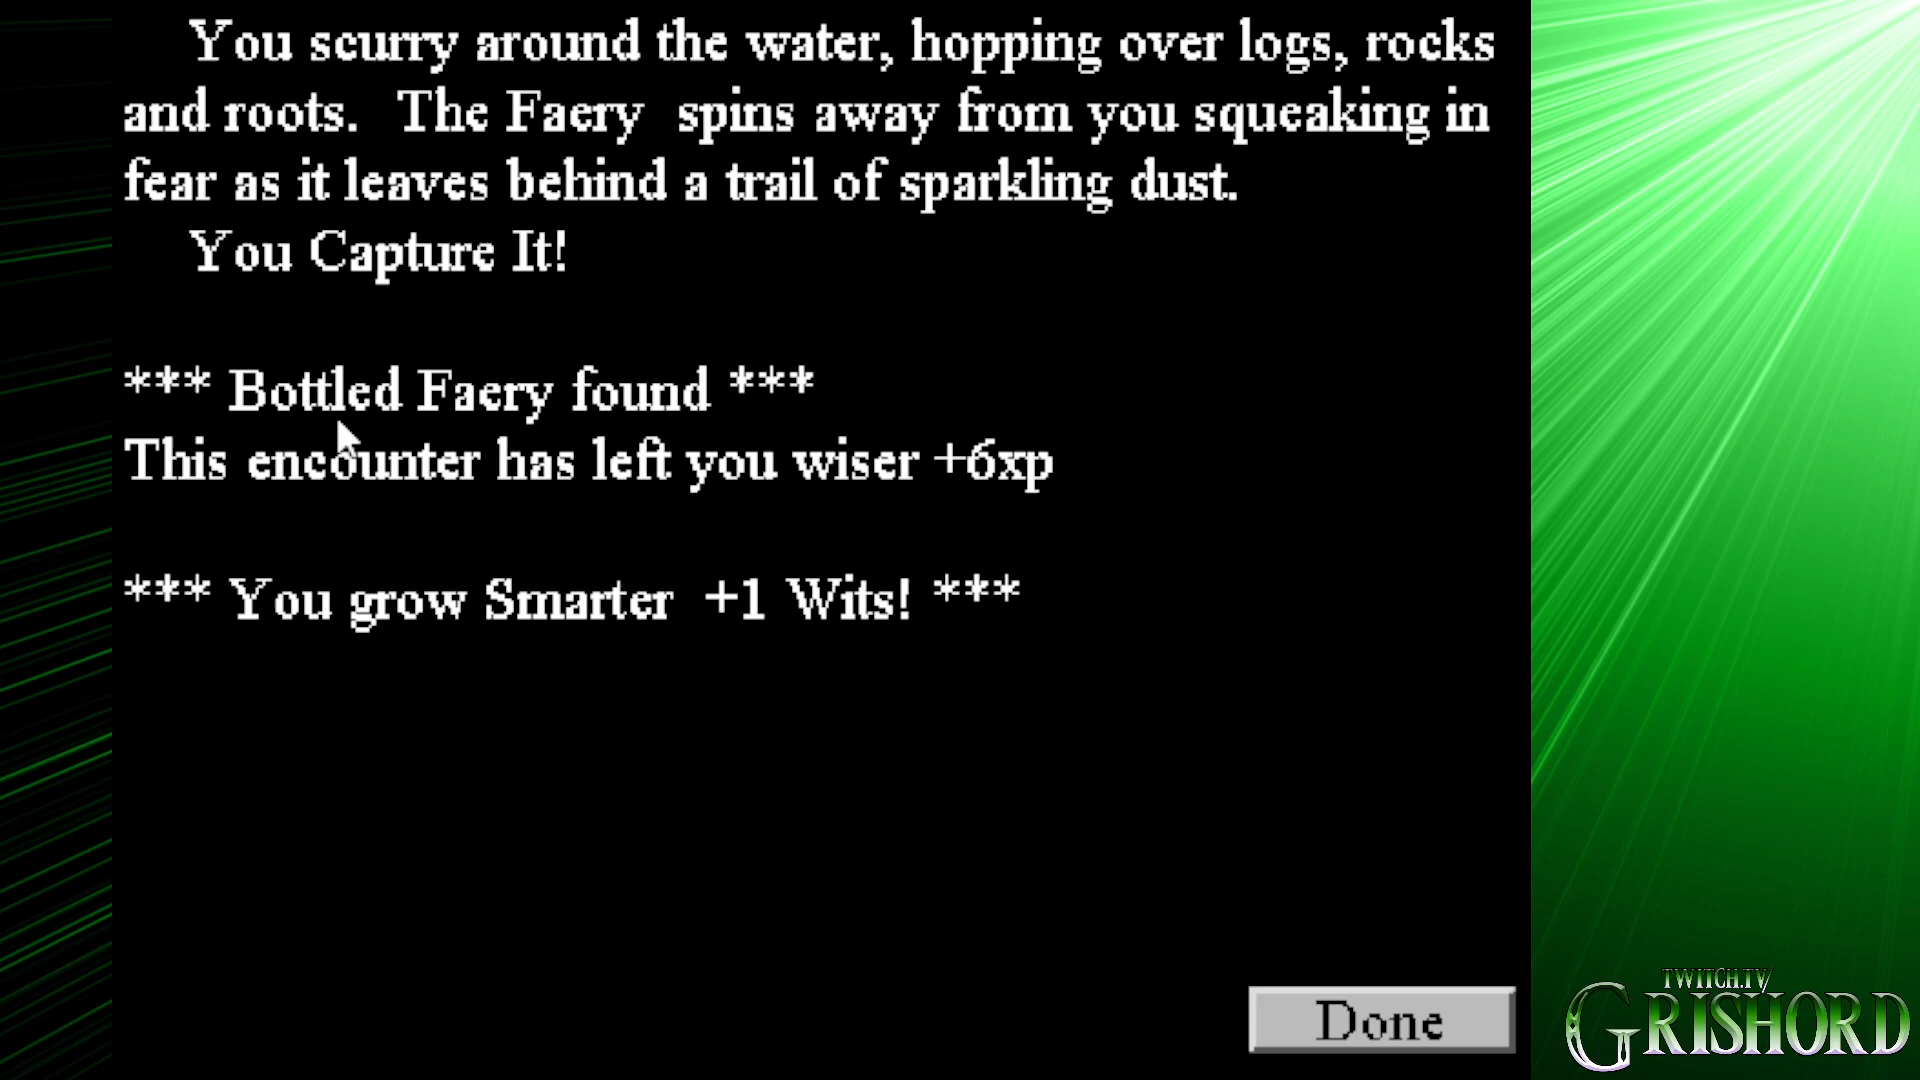 You scurry around the water, hopping over logs, rocks
and roots.  The Faery  spins away from you squeaking in
fear as it leaves behind a trail of sparkling dust.
You Capture It!
*** Bottled Faery found ***
This encounter has left you wiser +6xp
*** You grow Smarter  +1 Wits! ***
Done
TWITCH.TV/
GRISHORD